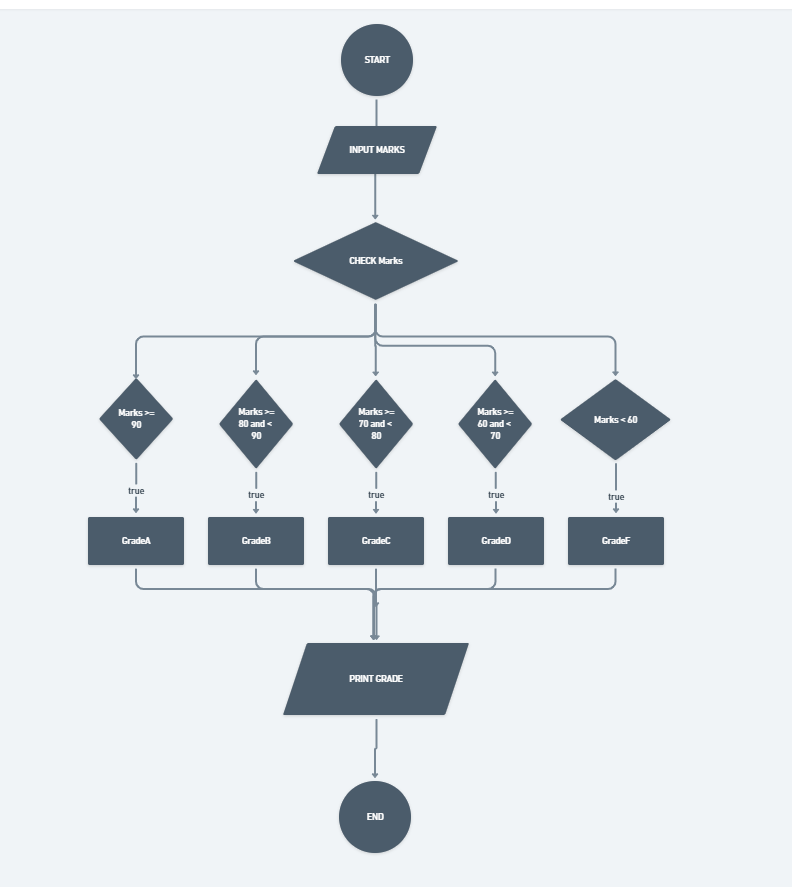 START
INPUT MARKS
CHECK Marks
Marks >=
90
Marks >=
80 and <
90
Marks >=
70 and <
80
Marks >=
60 and <
70
Marks < 60
true
true
true
true
true
GradeA
GradeB
GradeC
GradeD
GradeF
PRINT GRADE
END